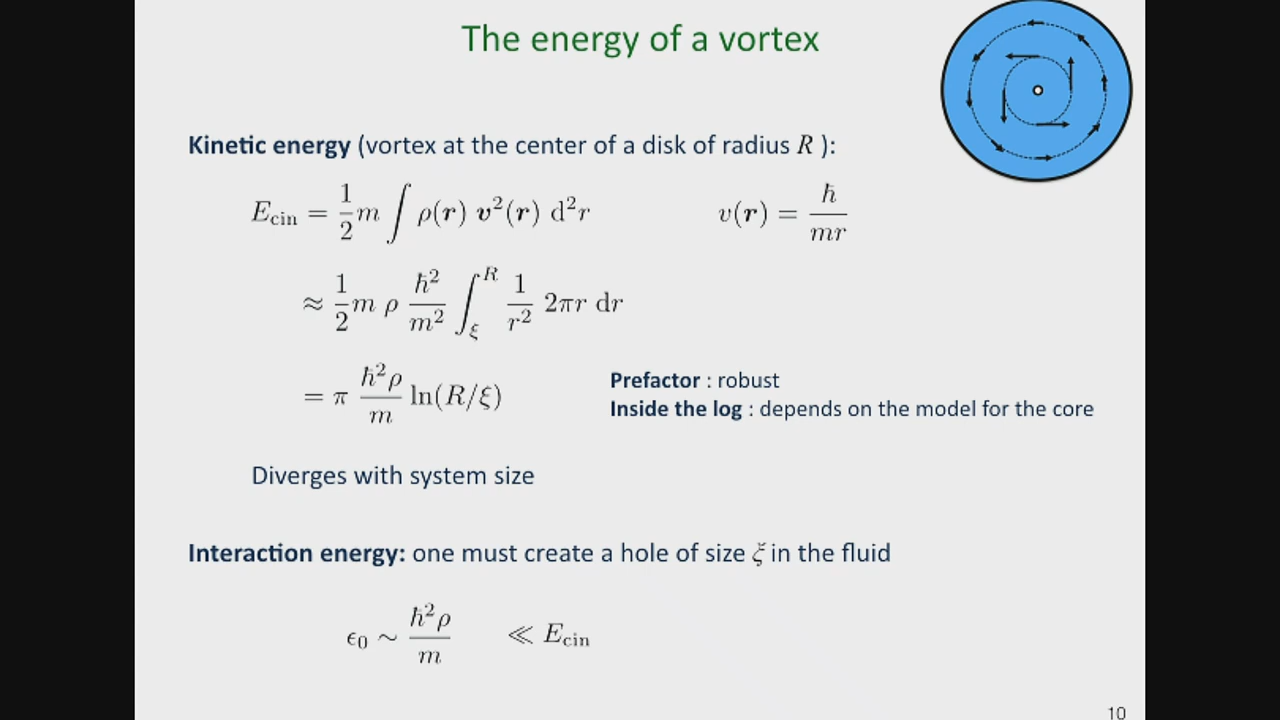 The energy of a vortex
Kinetic energy (vortex at the center of a disk of radius R ):
E_cin = 1/2 m ∫ ρ(r) v²(r) d²r
v(r) = ħ/mr
≈ 1/2 m ρ ħ²/m² ∫_ξ^R 1/r² 2πr dr
= π ħ²ρ/m ln(R/ξ)
Prefactor : robust
Inside the log : depends on the model for the core
Diverges with system size
Interaction energy: one must create a hole of size ξ in the fluid
ϵ₀ ∼ ħ²ρ/m ≪ E_cin
10